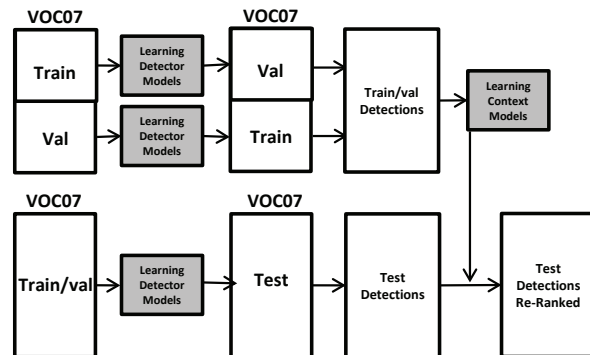 VOC07
VOC07
Train
Learning
Detector
Models
Val
Train/val
Detections
Learning
Context
Models
Val
Learning
Detector
Models
Train
VOC07
VOC07
Train/val
Learning
Detector
Models
Test
Test
Detections
Test
Detections
Re-Ranked